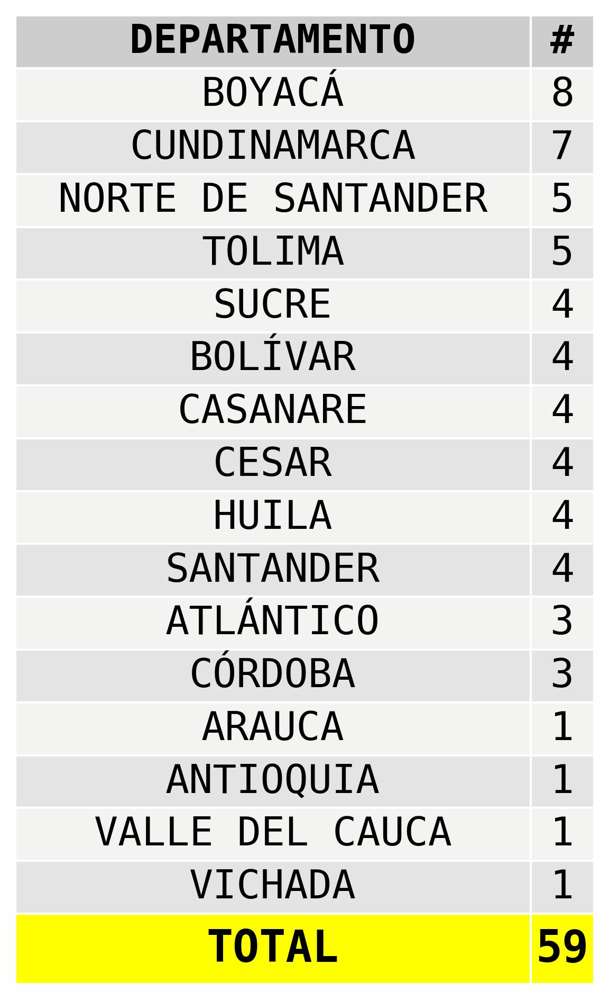 DEPARTAMENTO #
BOYACÁ 8
CUNDINAMARCA 7
NORTE DE SANTANDER 5
TOLIMA 5
SUCRE 4
BOLÍVAR 4
CASANARE 4
CESAR 4
HUILA 4
SANTANDER 4
ATLÁNTICO 3
CÓRDOBA 3
ARAUCA 1
ANTIOQUIA 1
VALLE DEL CAUCA 1
VICHADA 1
TOTAL 59